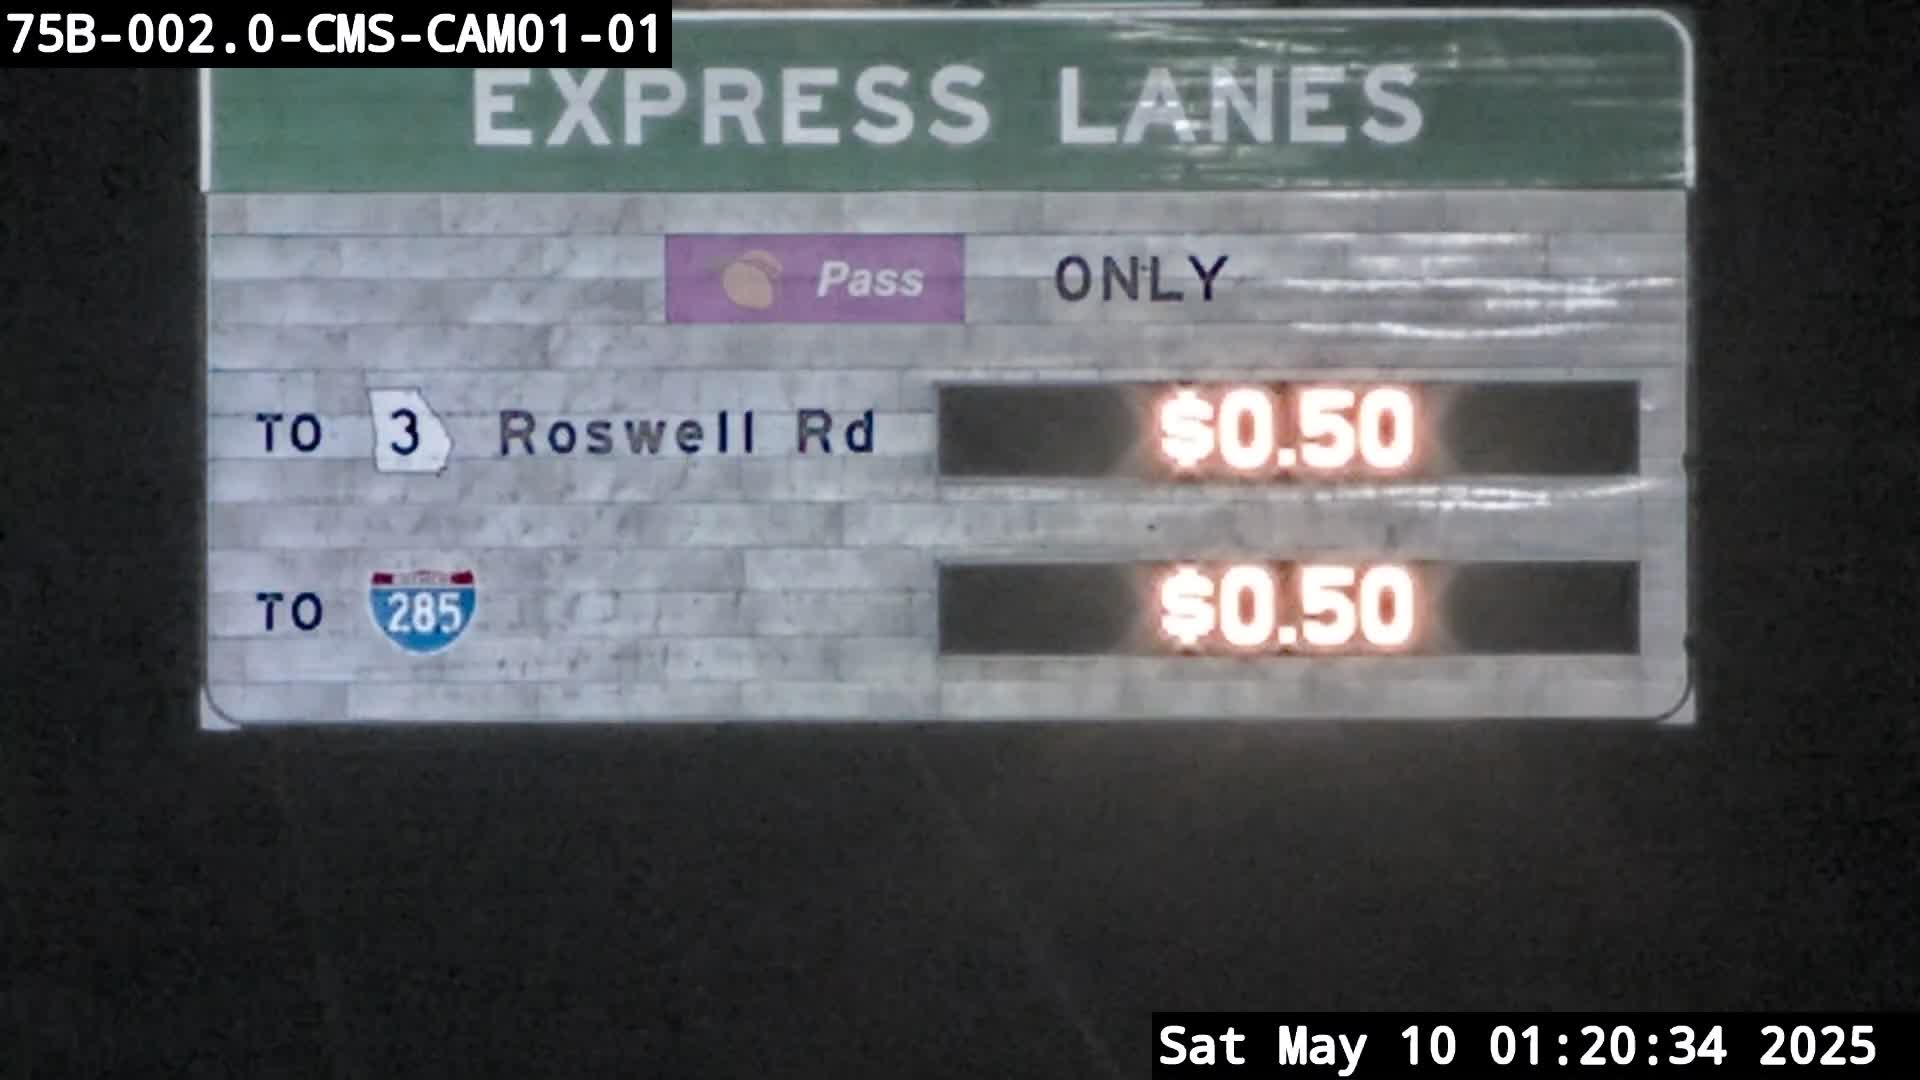 75B-002.0-CMS-CAM01-01
EXPRESS LANES
Pass ONLY
TO 3 Roswell Rd $0.50
TO 285 $0.50
Sat May 10 01:20:34 2025